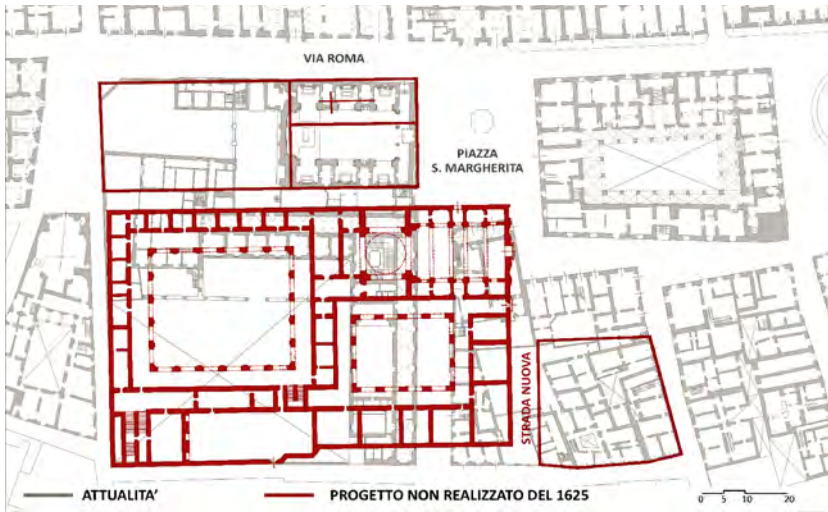 VIA ROMA
PIAZZA
S. MARGHERITA
STRADA NUOVA
ATTUALITA'
PROGETTO NON REALIZZATO DEL 1625
0 5 10 20